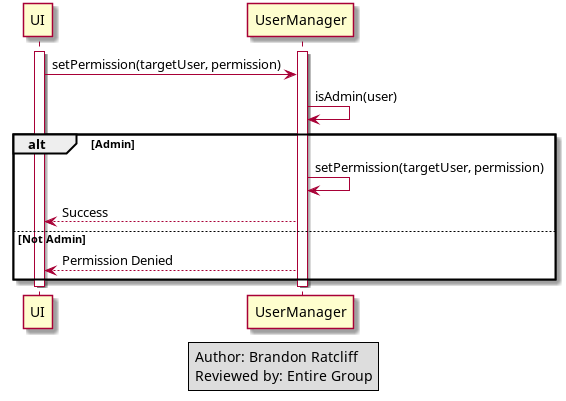 UI
UserManager
setPermission(targetUser, permission)
isAdmin(user)
alt
[Admin]
setPermission(targetUser, permission)
Success
[Not Admin]
Permission Denied
UI
UserManager
Author: Brandon Ratcliff
Reviewed by: Entire Group